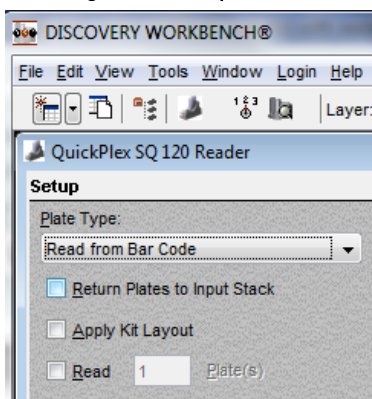 DISCOVERY WORKBENCH®
File Edit View Tools Window Login Help
123 Layer:
QuickPlex SQ 120 Reader
Setup
Plate Type:
Read from Bar Code
Return Plates to Input Stack
Apply Kit Layout
Read 1 Plate(s)